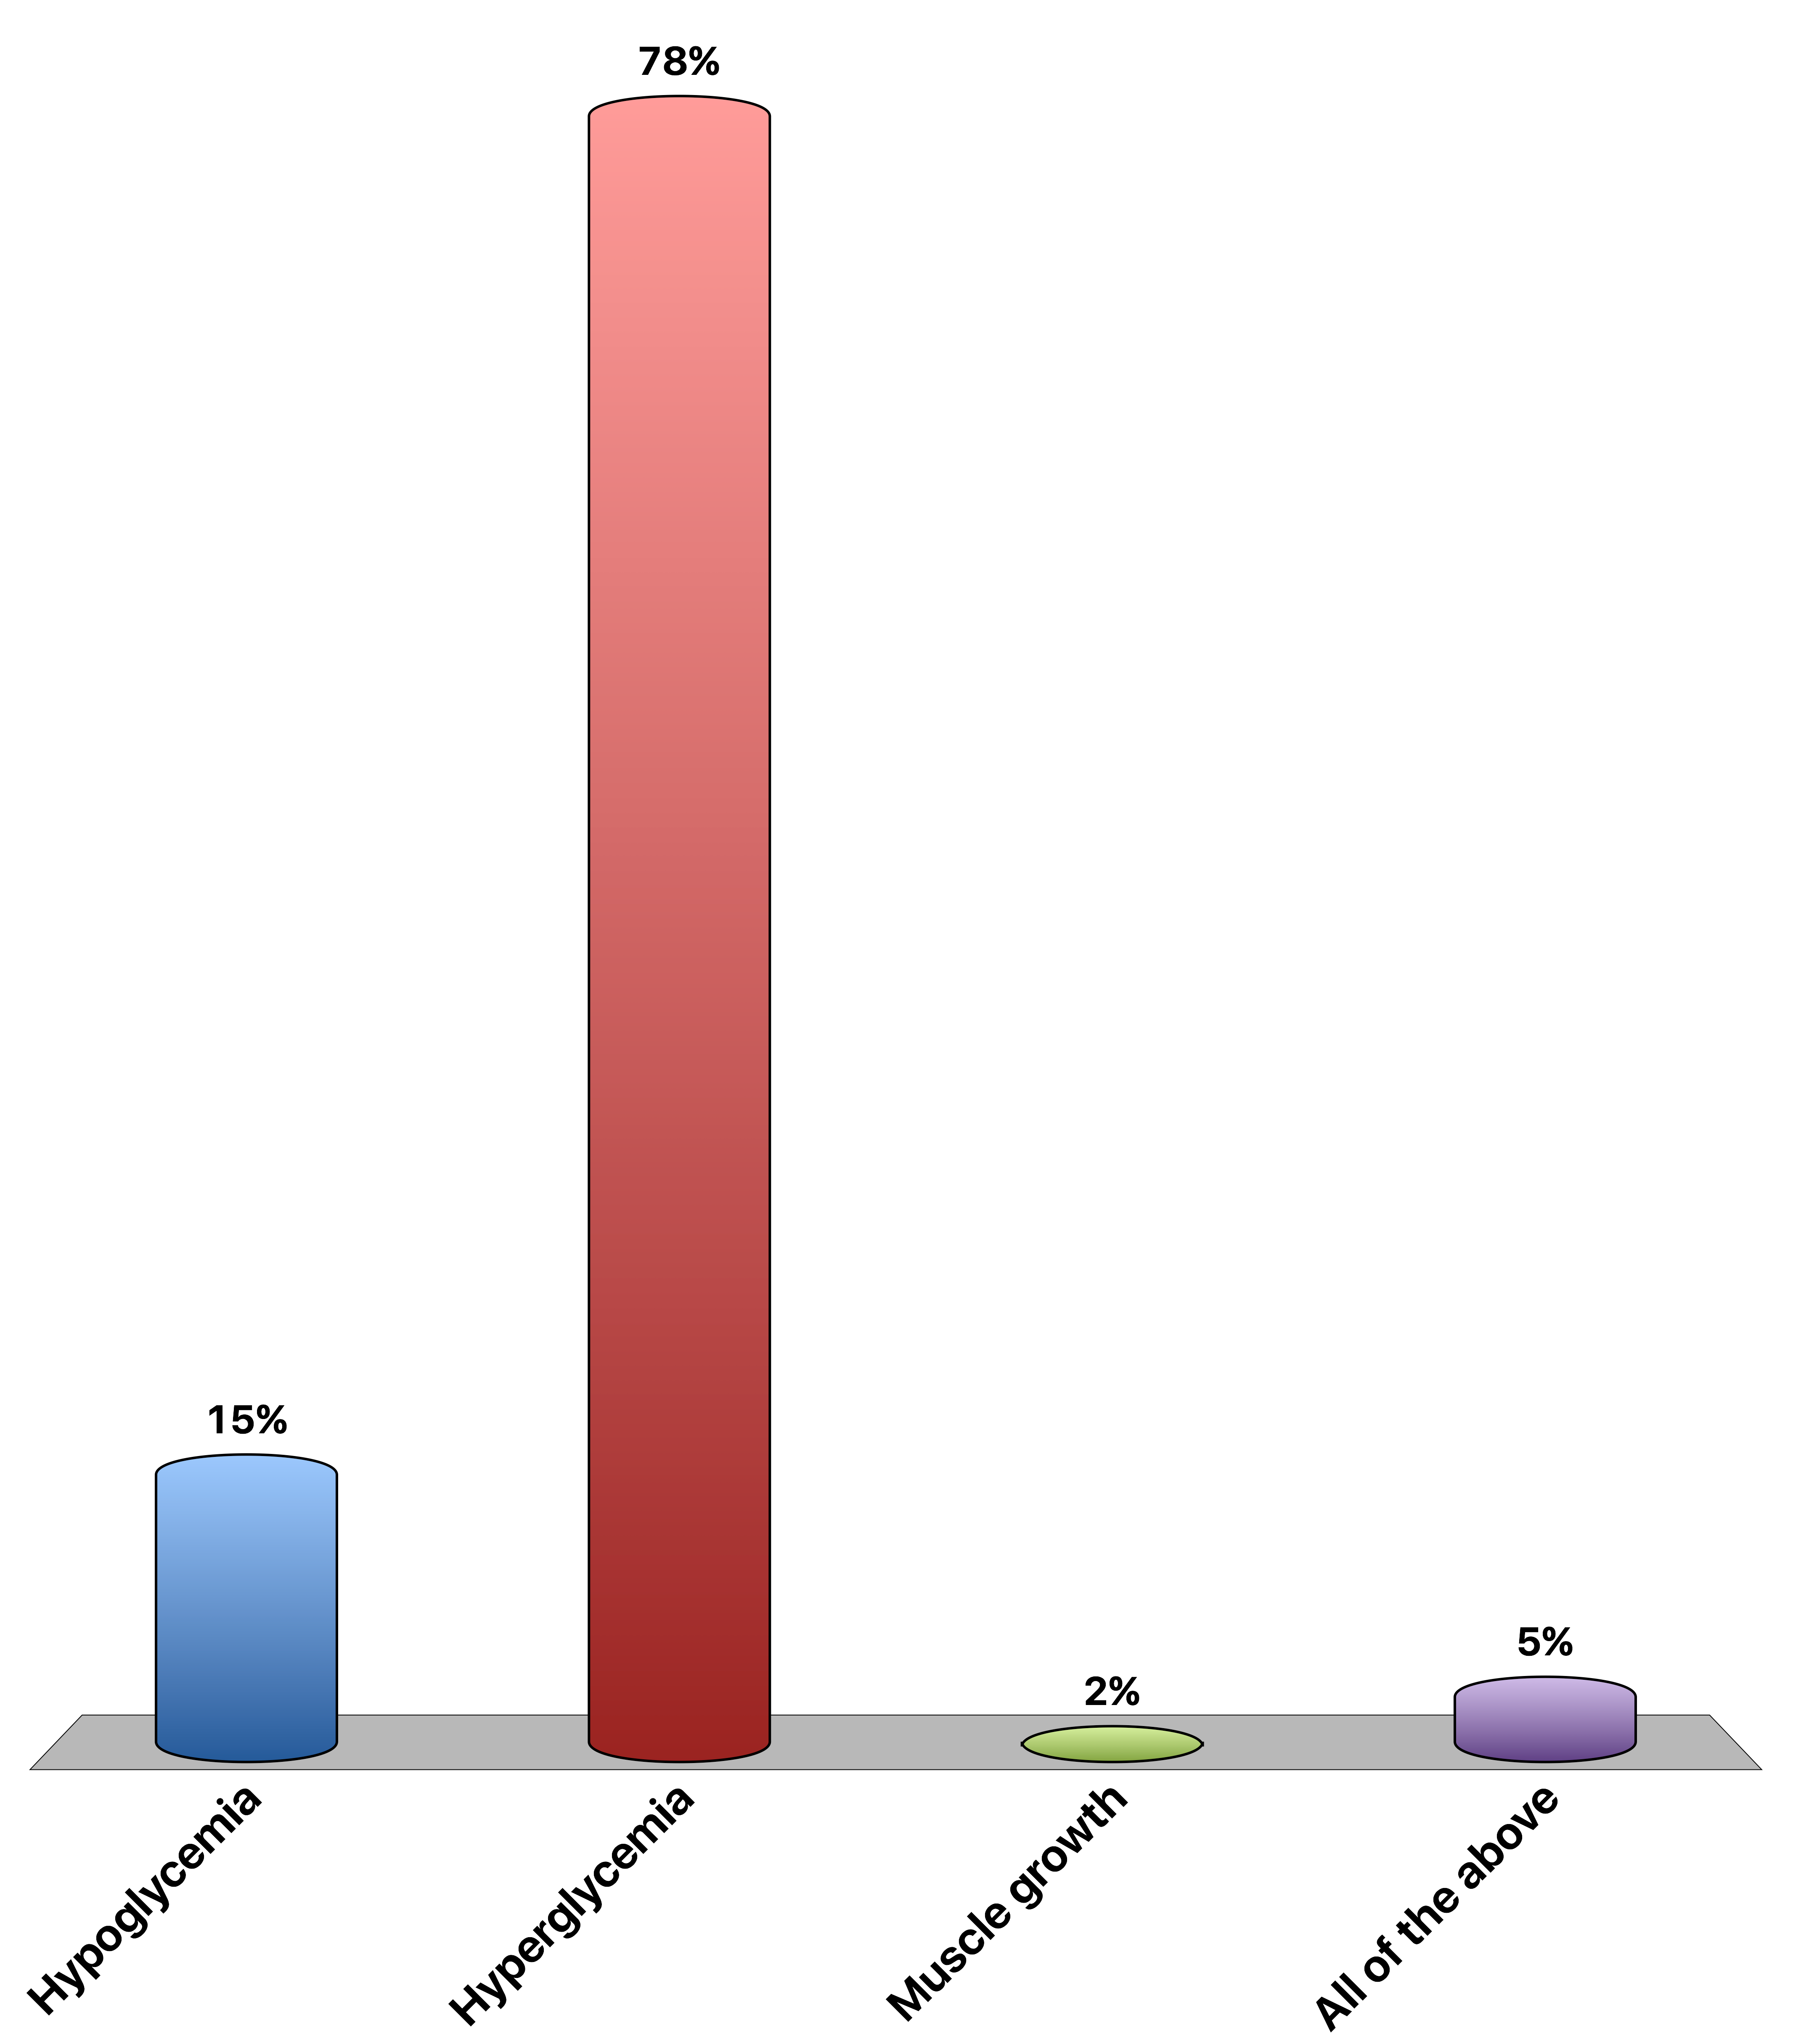 78%
15%
5%
2%
Hypoglycemia
Hyperglycemia
Muscle growth
All of the above